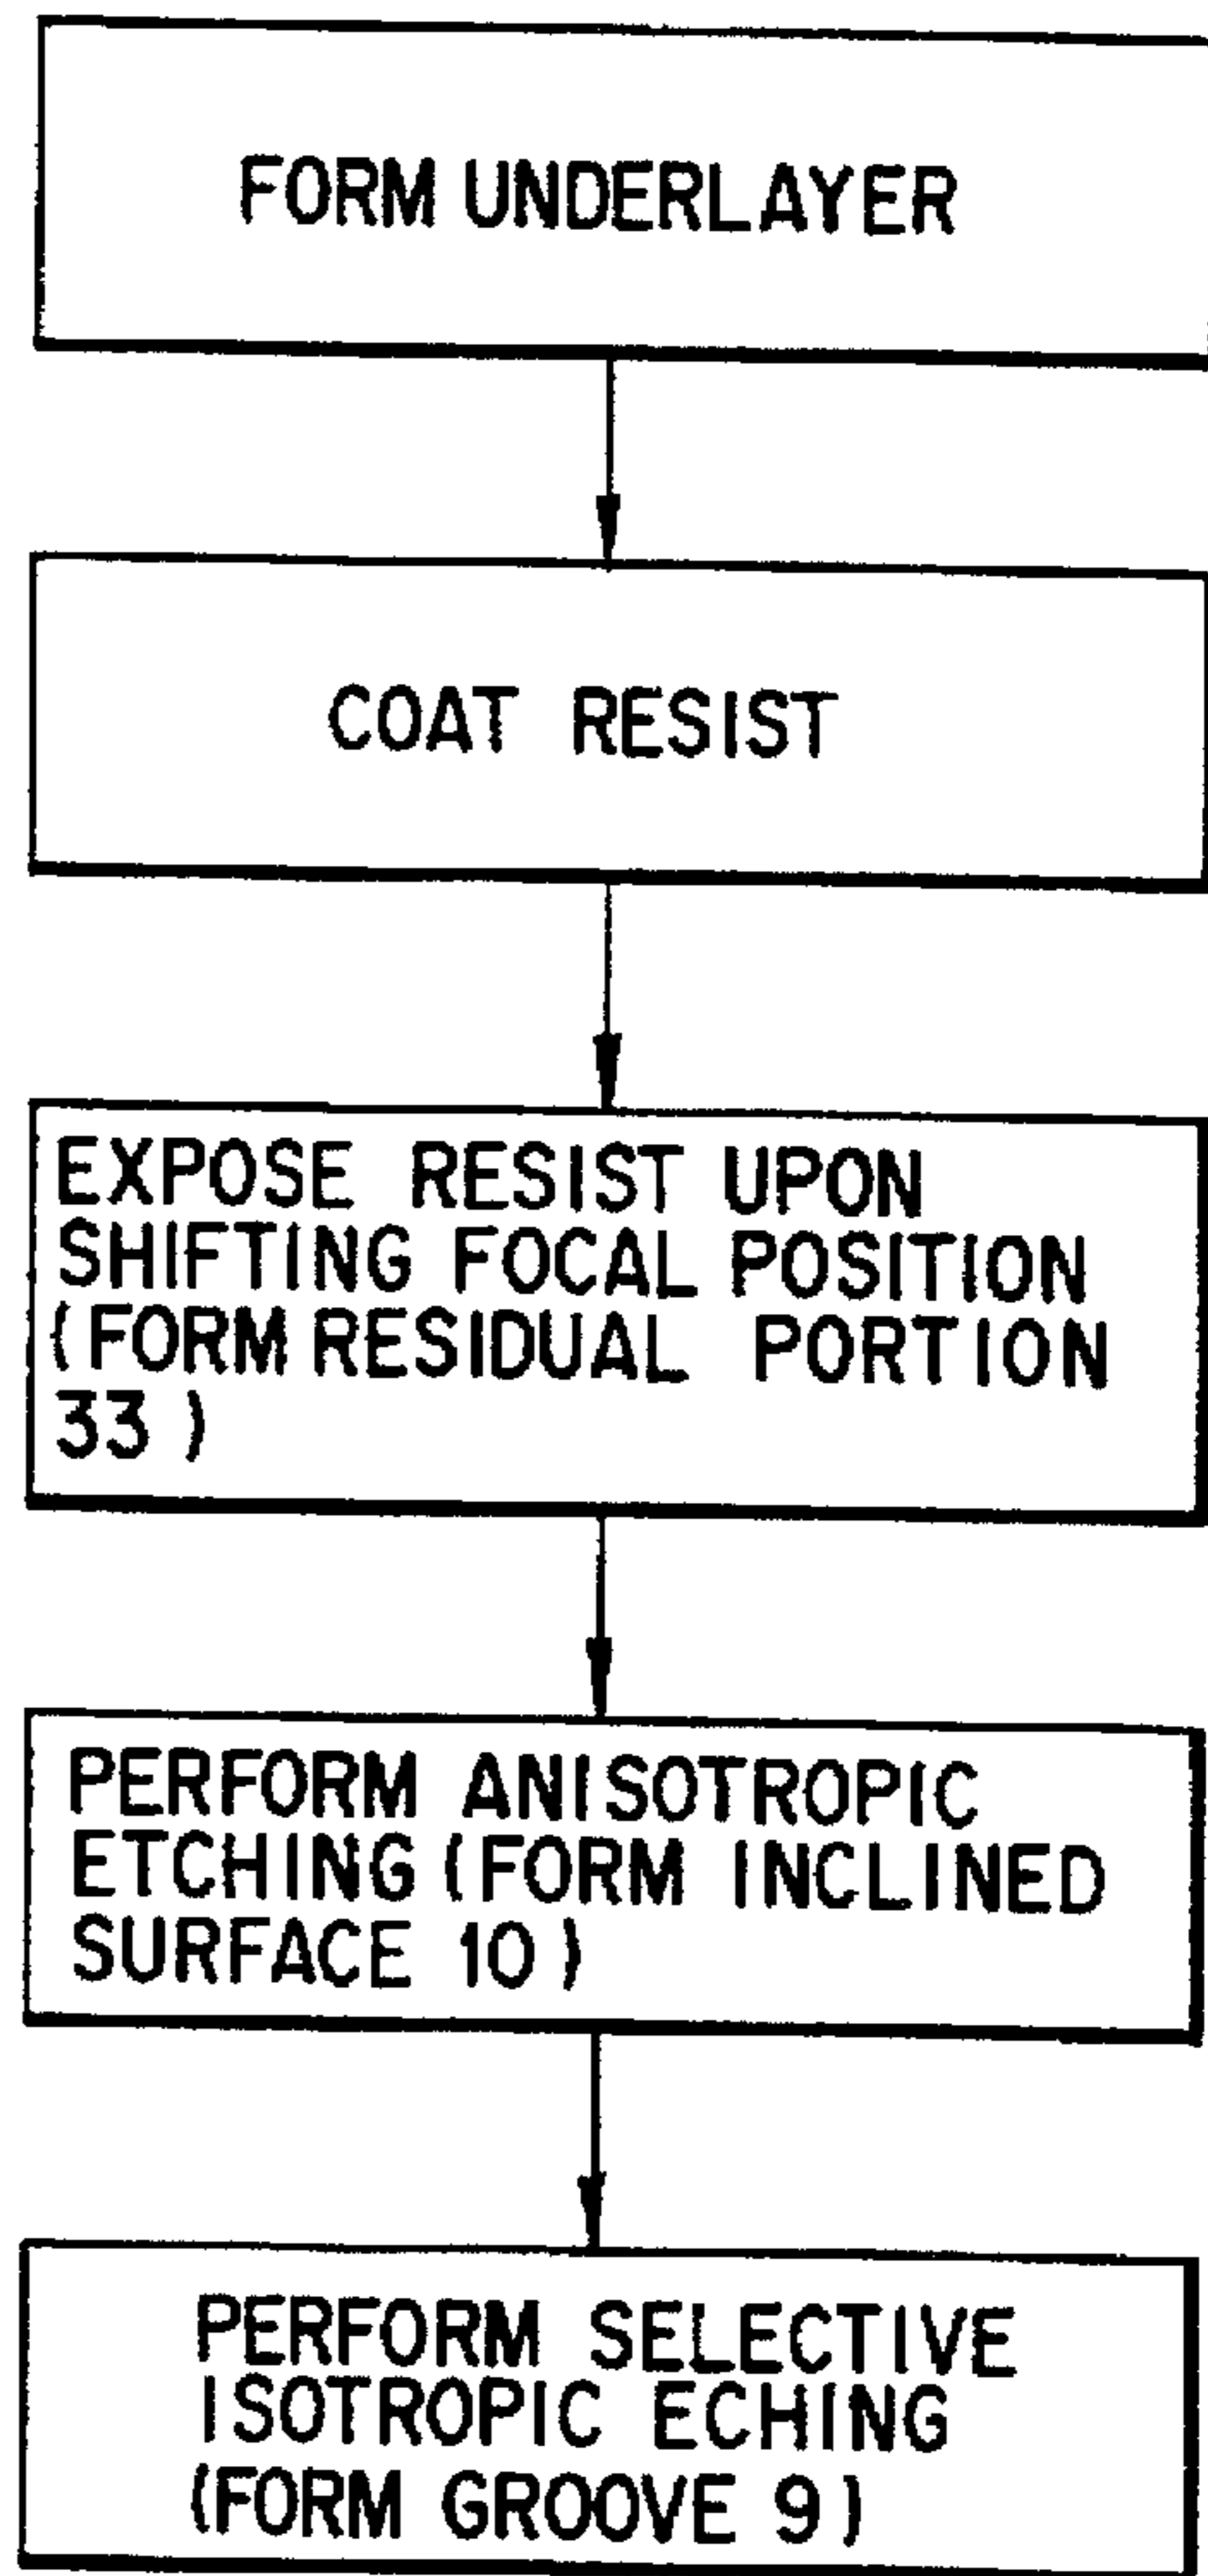 FORM UNDERLAYER
COAT RESIST
EXPOSE RESIST UPON
SHIFTING FOCAL POSITION
(FORM RESIDUAL PORTION
33)
PERFORM ANISOTROPIC
ETCHING (FORM INCLINED
SURFACE 10)
PERFORM SELECTIVE
ISOTROPIC ECHING
(FORM GROOVE 9)